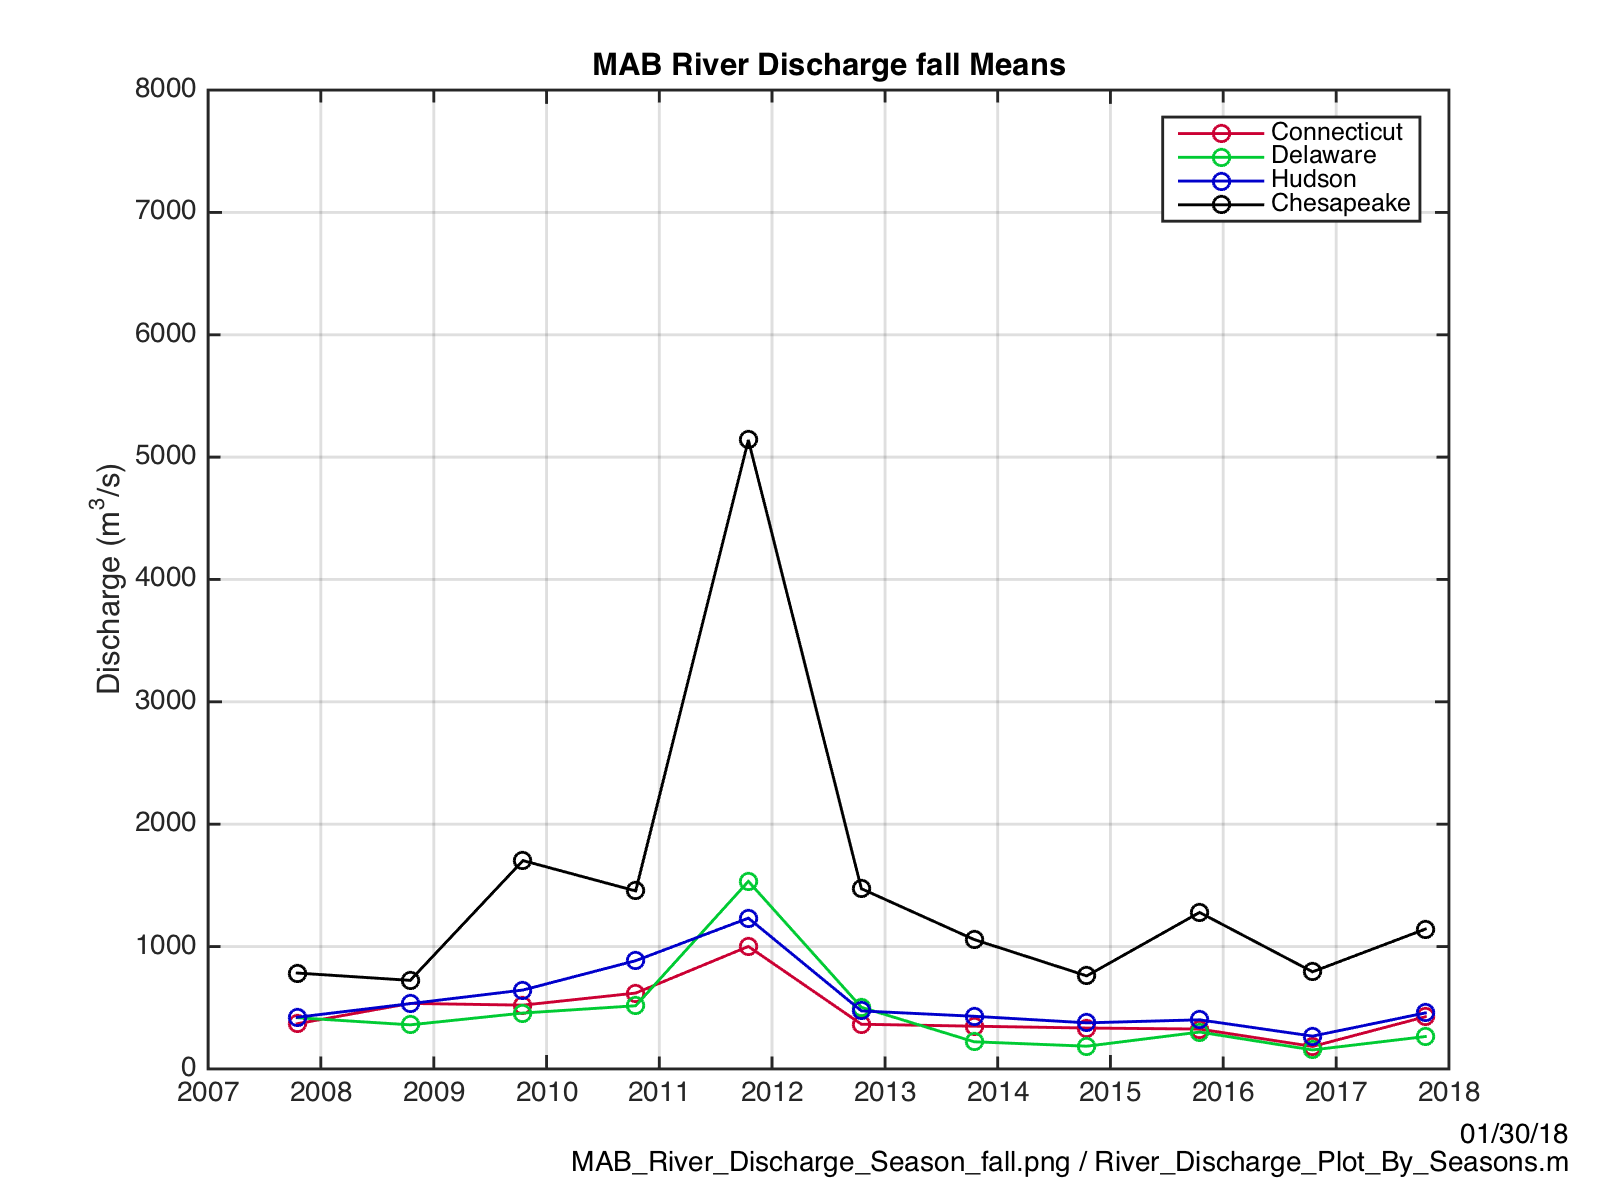 MAB River Discharge fall Means
8000
7000
6000
5000
4000
3000
2000
1000
0
Discharge (m³/s)
Connecticut
Delaware
Hudson
Chesapeake
2007 2008 2009 2010 2011 2012 2013 2014 2015 2016 2017 2018
01/30/18
MAB_River_Discharge_Season_fall.png / River_Discharge_Plot_By_Seasons.m